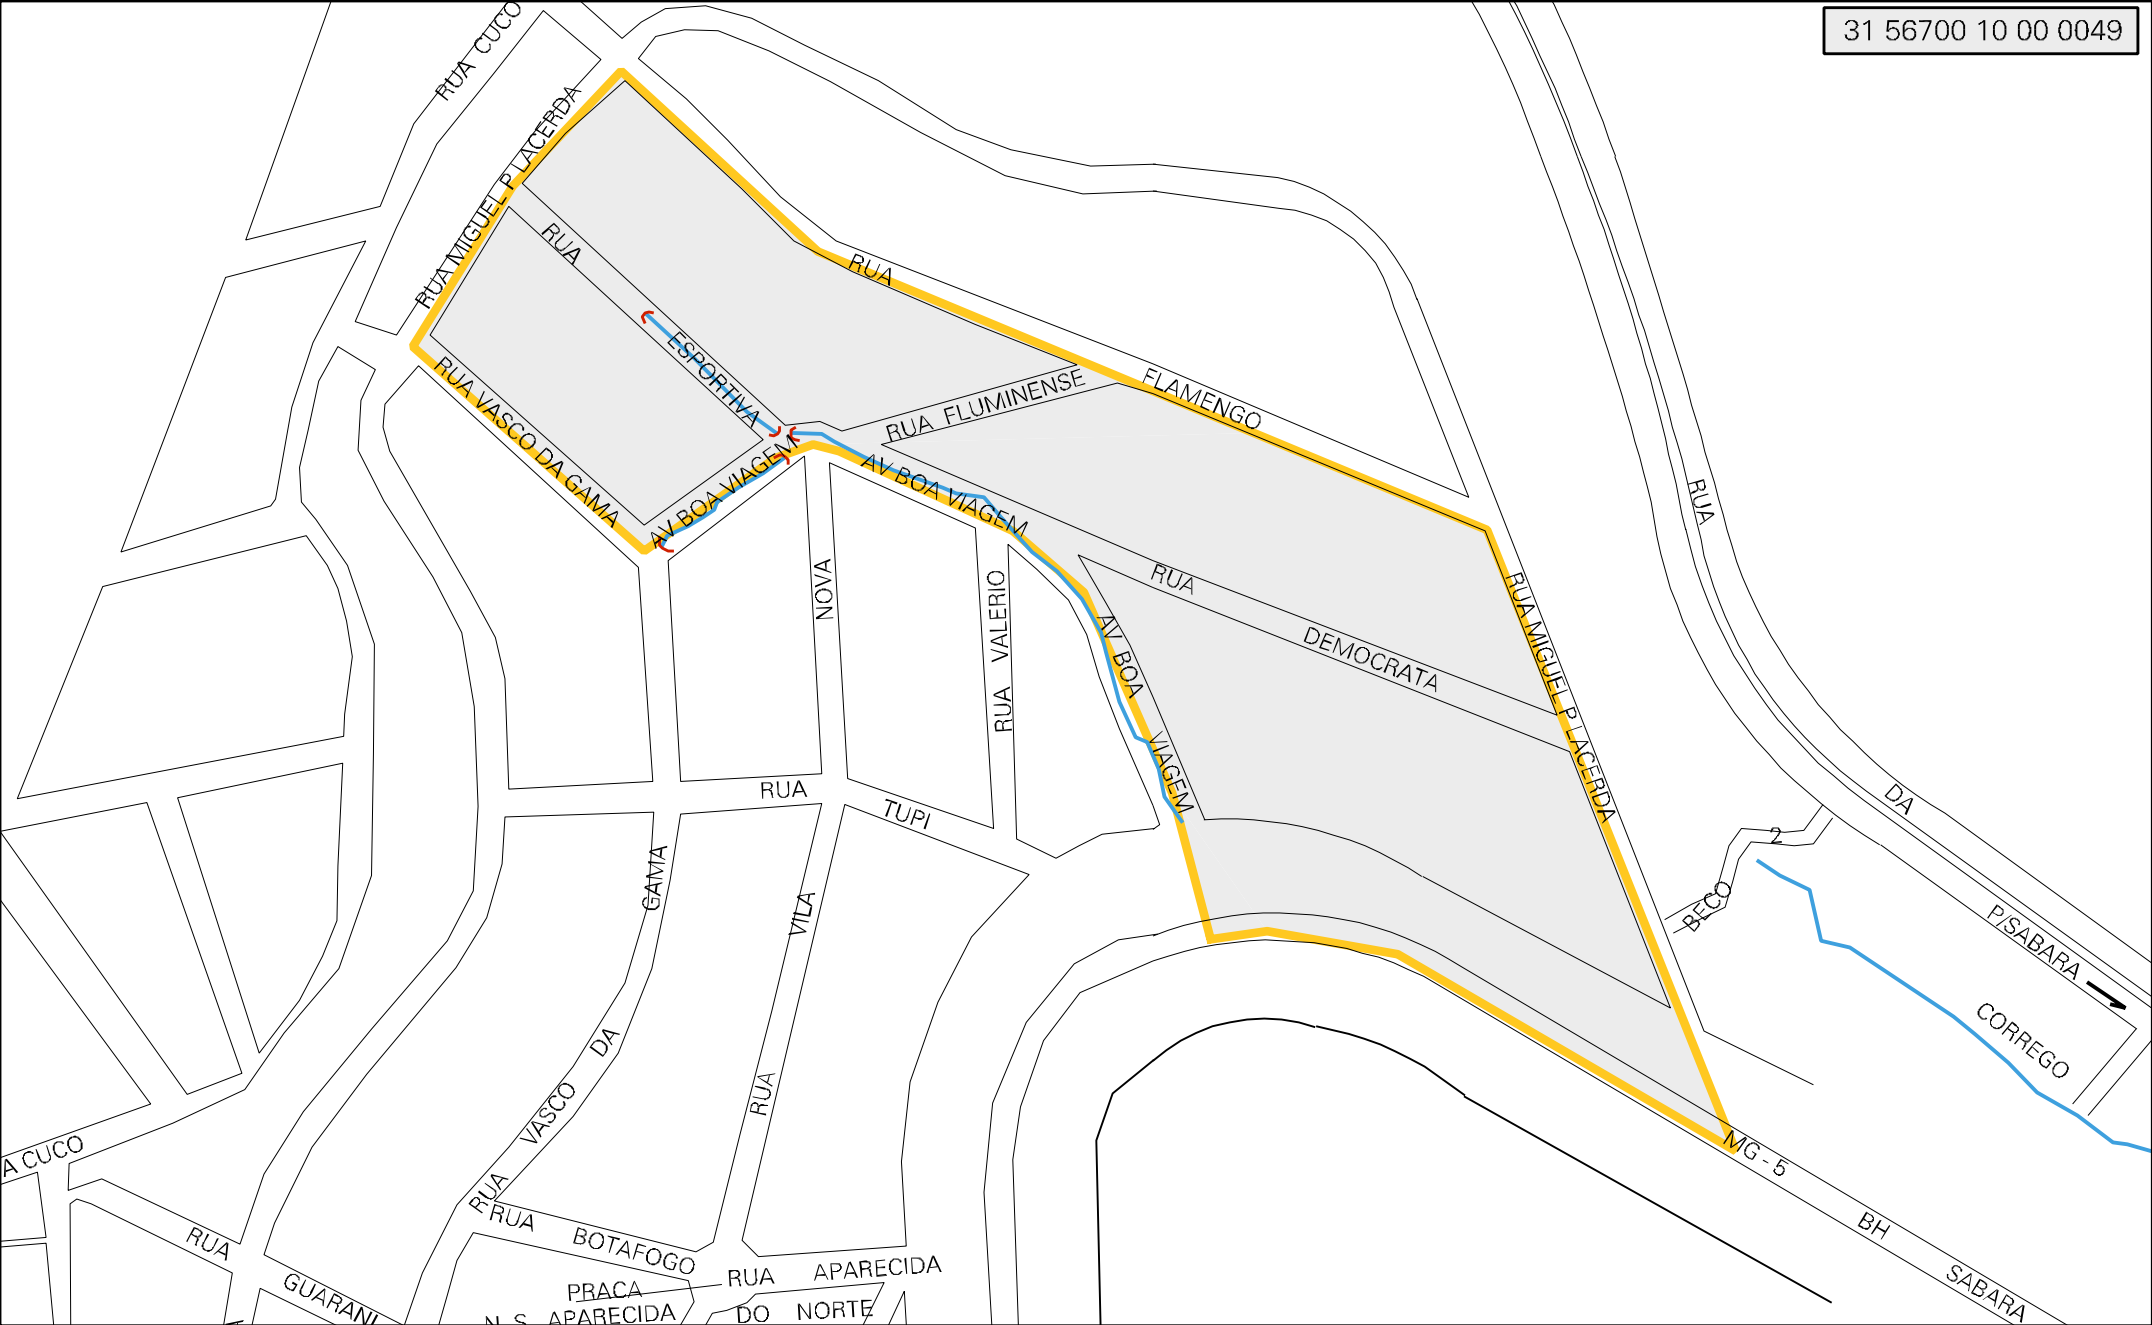 31 56700 10 00 0049
RUA CUCO
RUA MIGUEL P LACERDA
RUA
ESPORTIVA
RUA
FLAMENGO
RUA FLUMINENSE
RUA VASCO DA GAMA
AV BOA VIAGEM
AV BOA VIAGEM
RUA
DEMOCRATA
RUA MIGUEL P LACERDA
AV BOA VIAGEM
NOVA
RUA VALERIO
RUA
DA
P/SABARA
BECO 2
CORREGO
RUA
TUPI
GAMA
DA
VASCO
RUA
VILA
RUA
A CUCO
RUA
GUARANI
RUA
BOTAFOGO
PRACA
N S APARECIDA
RUA APARECIDA
DO NORTE
MG - 5
BH
SABARA